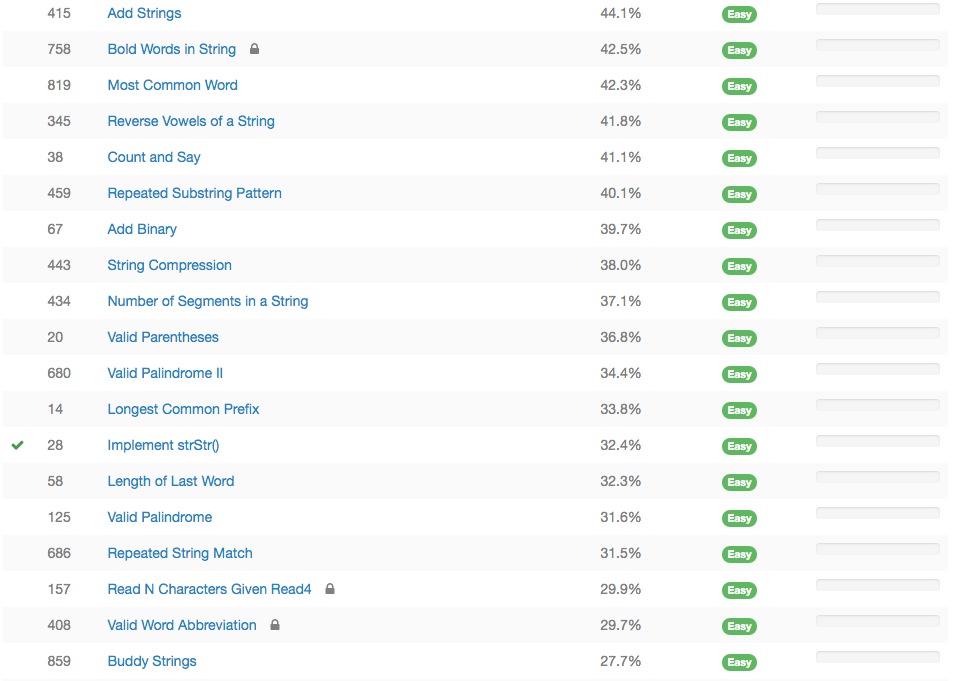 415 Add Strings 44.1% Easy
758 Bold Words in String 42.5% Easy
819 Most Common Word 42.3% Easy
345 Reverse Vowels of a String 41.8% Easy
38 Count and Say 41.1% Easy
459 Repeated Substring Pattern 40.1% Easy
67 Add Binary 39.7% Easy
443 String Compression 38.0% Easy
434 Number of Segments in a String 37.1% Easy
20 Valid Parentheses 36.8% Easy
680 Valid Palindrome II 34.4% Easy
14 Longest Common Prefix 33.8% Easy
28 Implement strStr() 32.4% Easy
58 Length of Last Word 32.3% Easy
125 Valid Palindrome 31.6% Easy
686 Repeated String Match 31.5% Easy
157 Read N Characters Given Read4 29.9% Easy
408 Valid Word Abbreviation 29.7% Easy
859 Buddy Strings 27.7% Easy